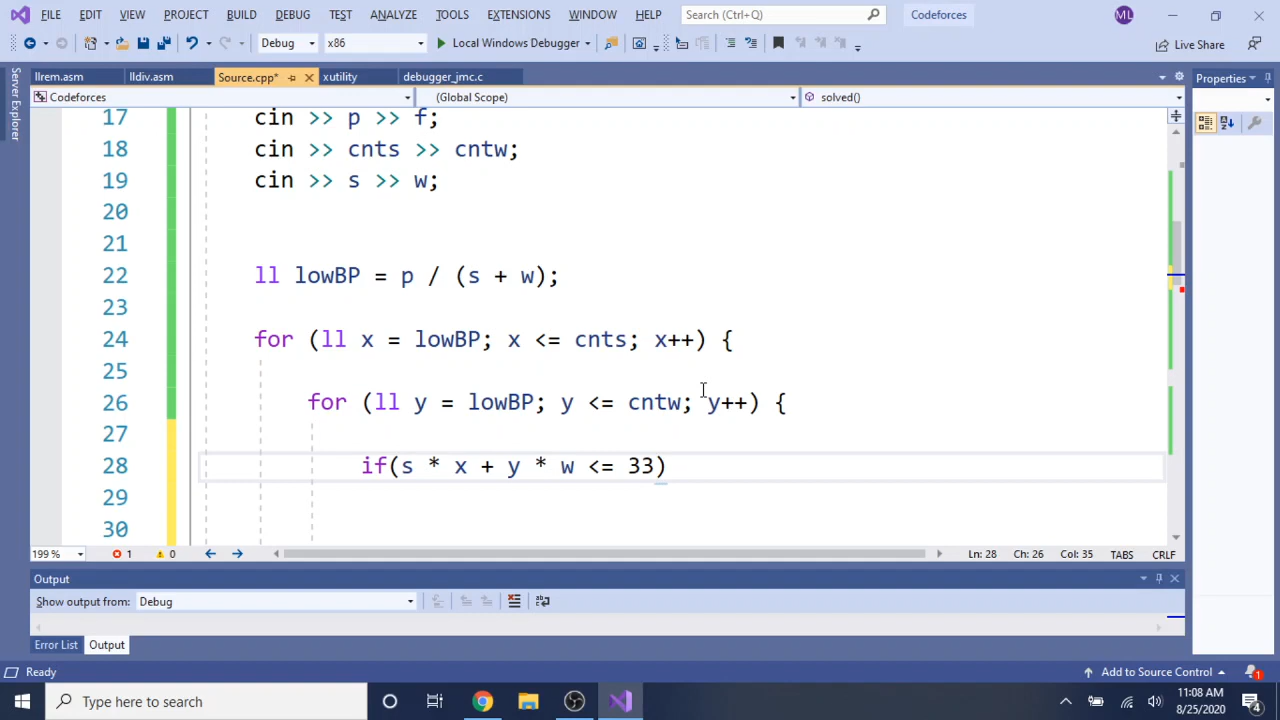 FILE EDIT VIEW PROJECT BUILD DEBUG TEST ANALYZE TOOLS EXTENSIONS WINDOW HELP Search (Ctrl+Q) Codeforces ML
Debug x86 Local Windows Debugger Live Share
llrem.asm lldiv.asm Source.cpp* xutility debugger_jmc.c Properties
Codeforces (Global Scope) solved()
Server Explorer
17 cin >> p >> f;
18 cin >> cnts >> cntw;
19 cin >> s >> w;
20
21
22 ll lowBP = p / (s + w);
23
24 for (ll x = lowBP; x <= cnts; x++) {
25
26 for (ll y = lowBP; y <= cntw; y++) {
27
28 if(s * x + y * w <= 33)
29
30
199 % 1 0 Ln: 28 Ch: 26 Col: 35 TABS CRLF
Output
Show output from: Debug
Error List Output
Ready Add to Source Control 1
Type here to search 11:08 AM
8/25/2020 4